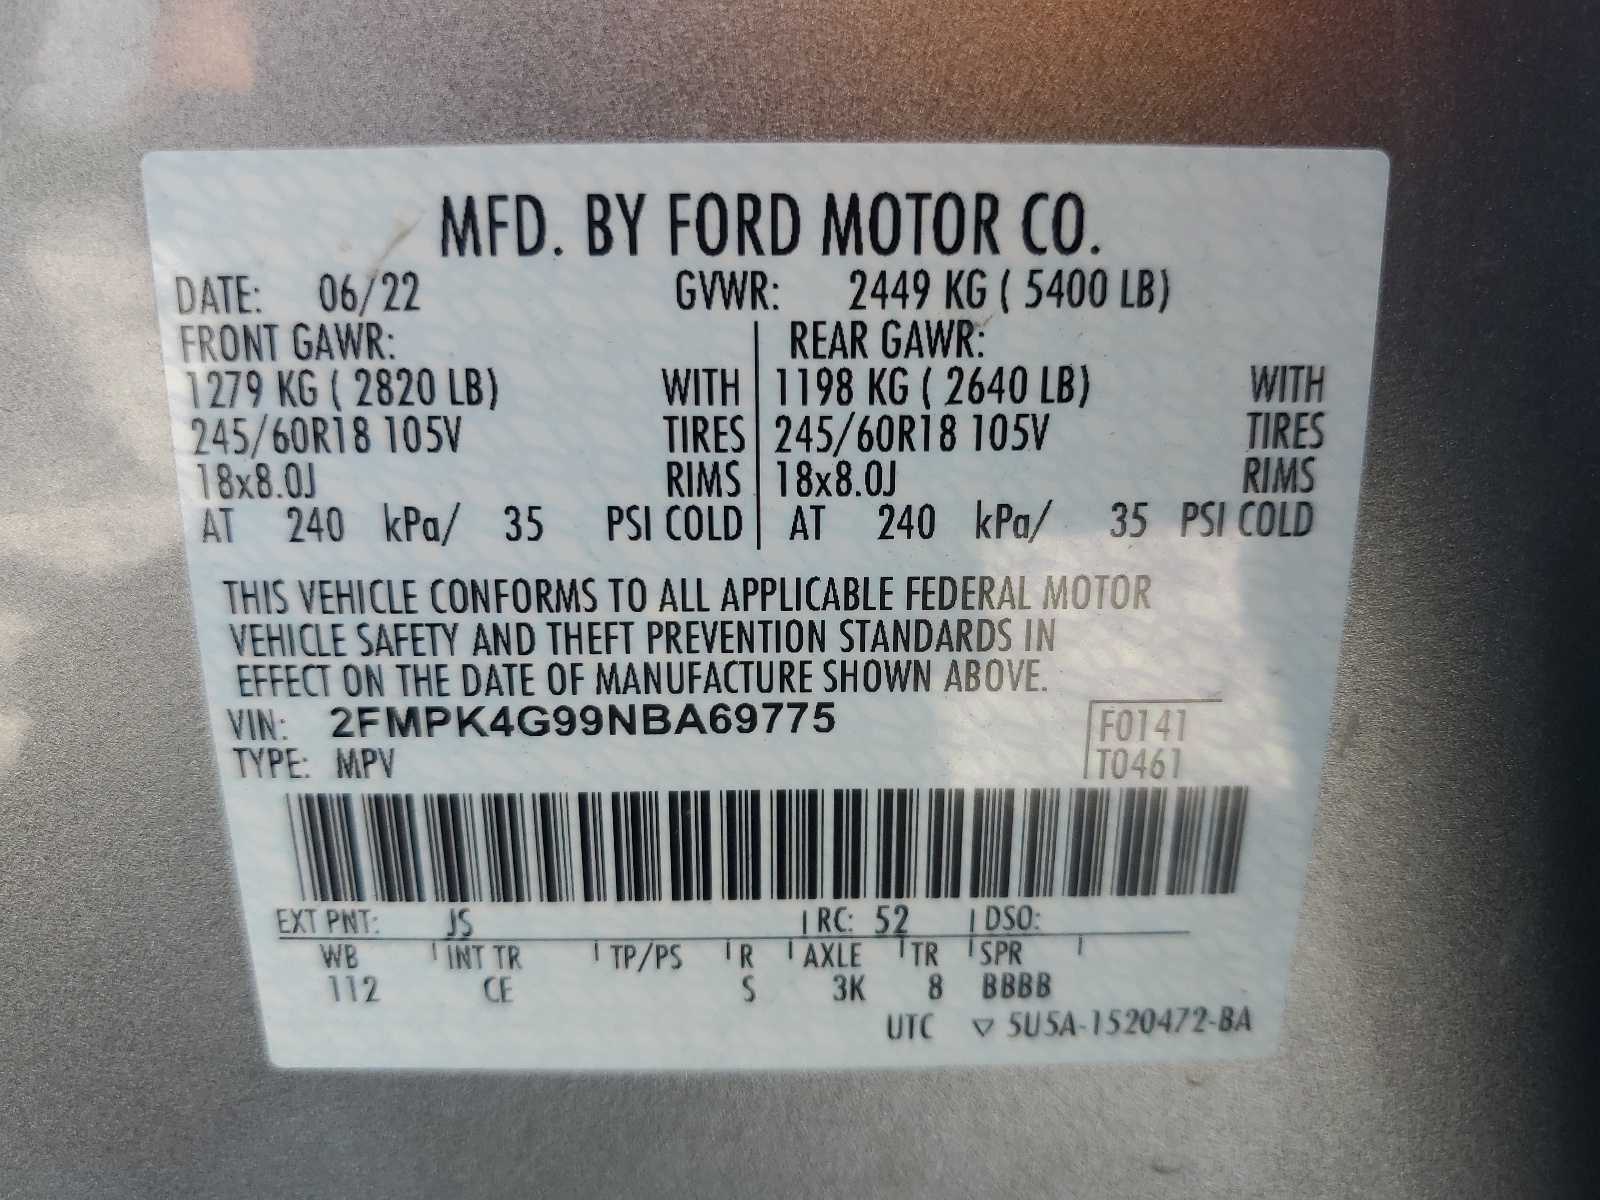 MFD. BY FORD MOTOR CO.
DATE: 06/22 GVWR: 2449 KG ( 5400 LB)
FRONT GAWR: REAR GAWR:
1279 KG ( 2820 LB) WITH 1198 KG ( 2640 LB) WITH
245/60R18 105V TIRES 245/60R18 105V TIRES
18x8.0J RIMS 18x8.0J RIMS
AT 240 kPa/ 35 PSI COLD AT 240 kPa/ 35 PSI COLD
THIS VEHICLE CONFORMS TO ALL APPLICABLE FEDERAL MOTOR
VEHICLE SAFETY AND THEFT PREVENTION STANDARDS IN
EFFECT ON THE DATE OF MANUFACTURE SHOWN ABOVE.
VIN: 2FMPK4G99NBA69775 F0141
TYPE: MPV T0461
EXT PNT: JS RC: 52 DSO:
WB INT TR TP/PS R AXLE TR SPR
112 CE S 3K 8 BBBB
UTC ▽ 5U5A-1520472-BA